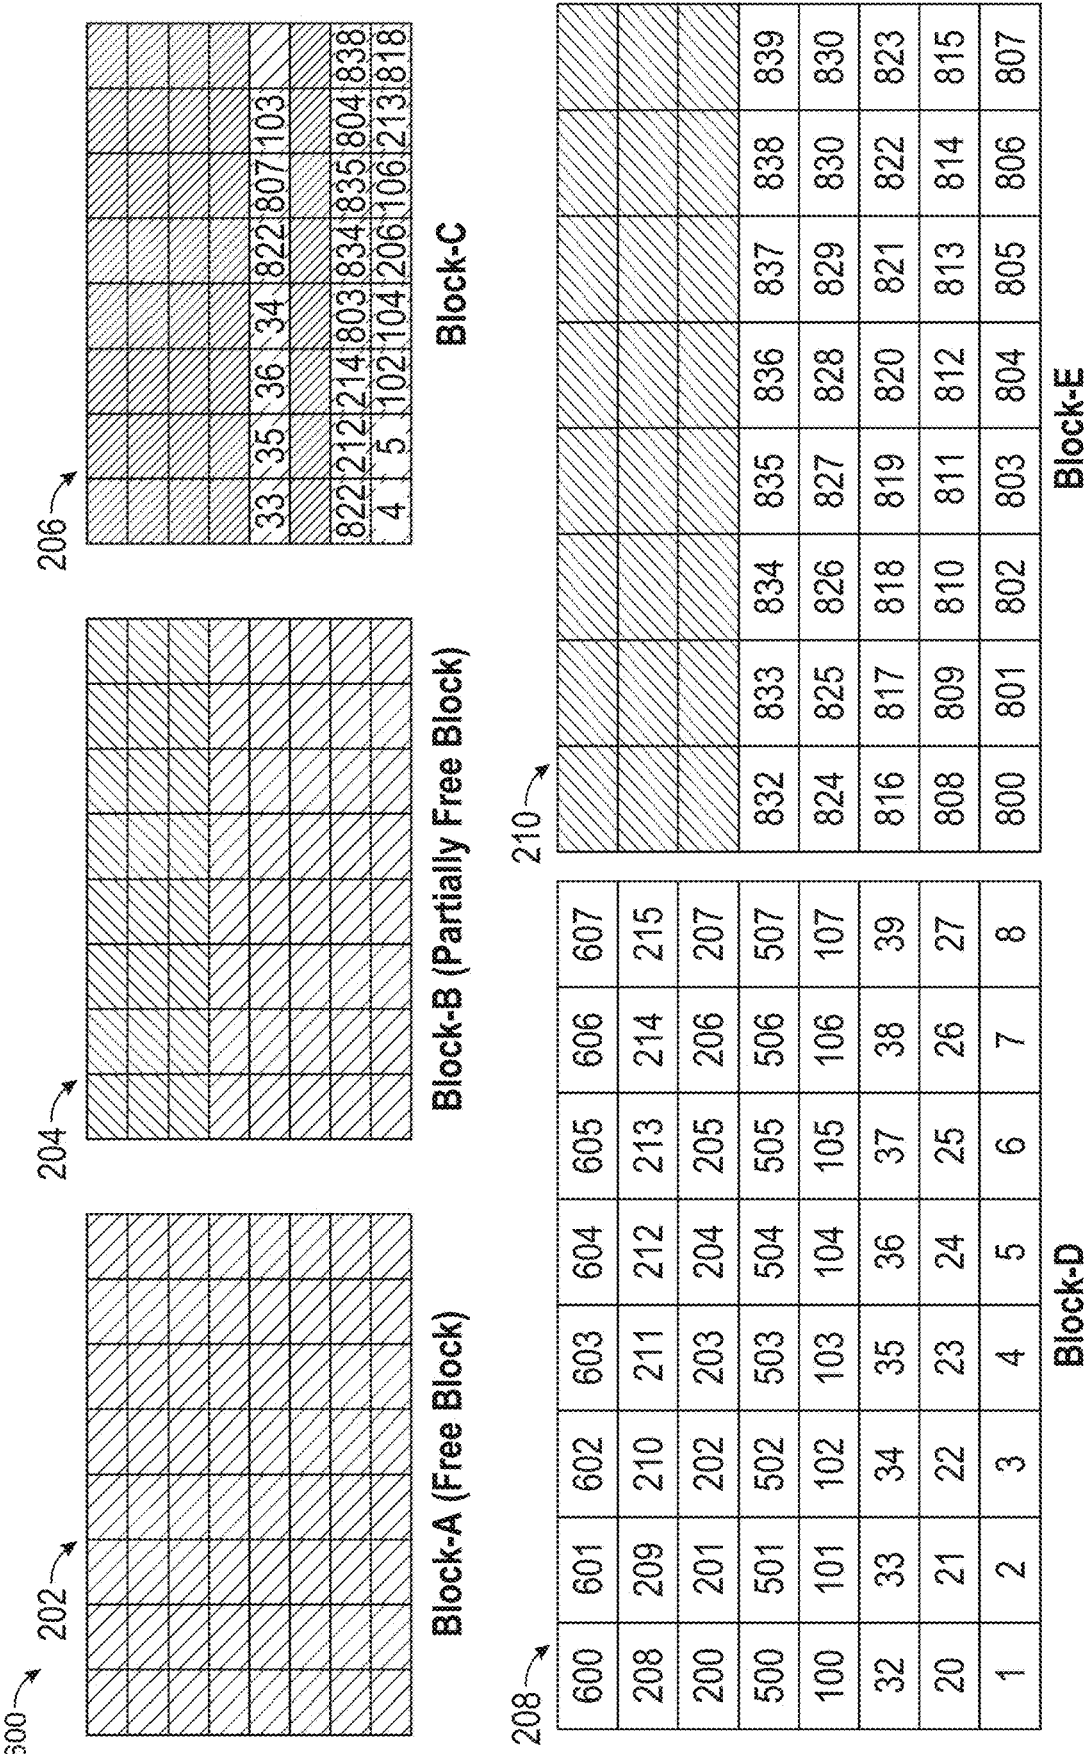 202
204
206
33 35 36 34 822 807 103
822 212 214 803 834 835 804 838
4 5 102 104 206 106 213 818
Block-A (Free Block)
Block-B (Partially Free Block)
Block-C
208
210
600 601 602 603 604 605 606 607
208 209 210 211 212 213 214 215
200 201 202 203 204 205 206 207
500 501 502 503 504 505 506 507
100 101 102 103 104 105 106 107
32 33 34 35 36 37 38 39
20 21 22 23 24 25 26 27
1 2 3 4 5 6 7 8
Block-D
832 833 834 835 836 837 838 839
824 825 826 827 828 829 830 830
816 817 818 819 820 821 822 823
808 809 810 811 812 813 814 815
800 801 802 803 804 805 806 807
Block-E